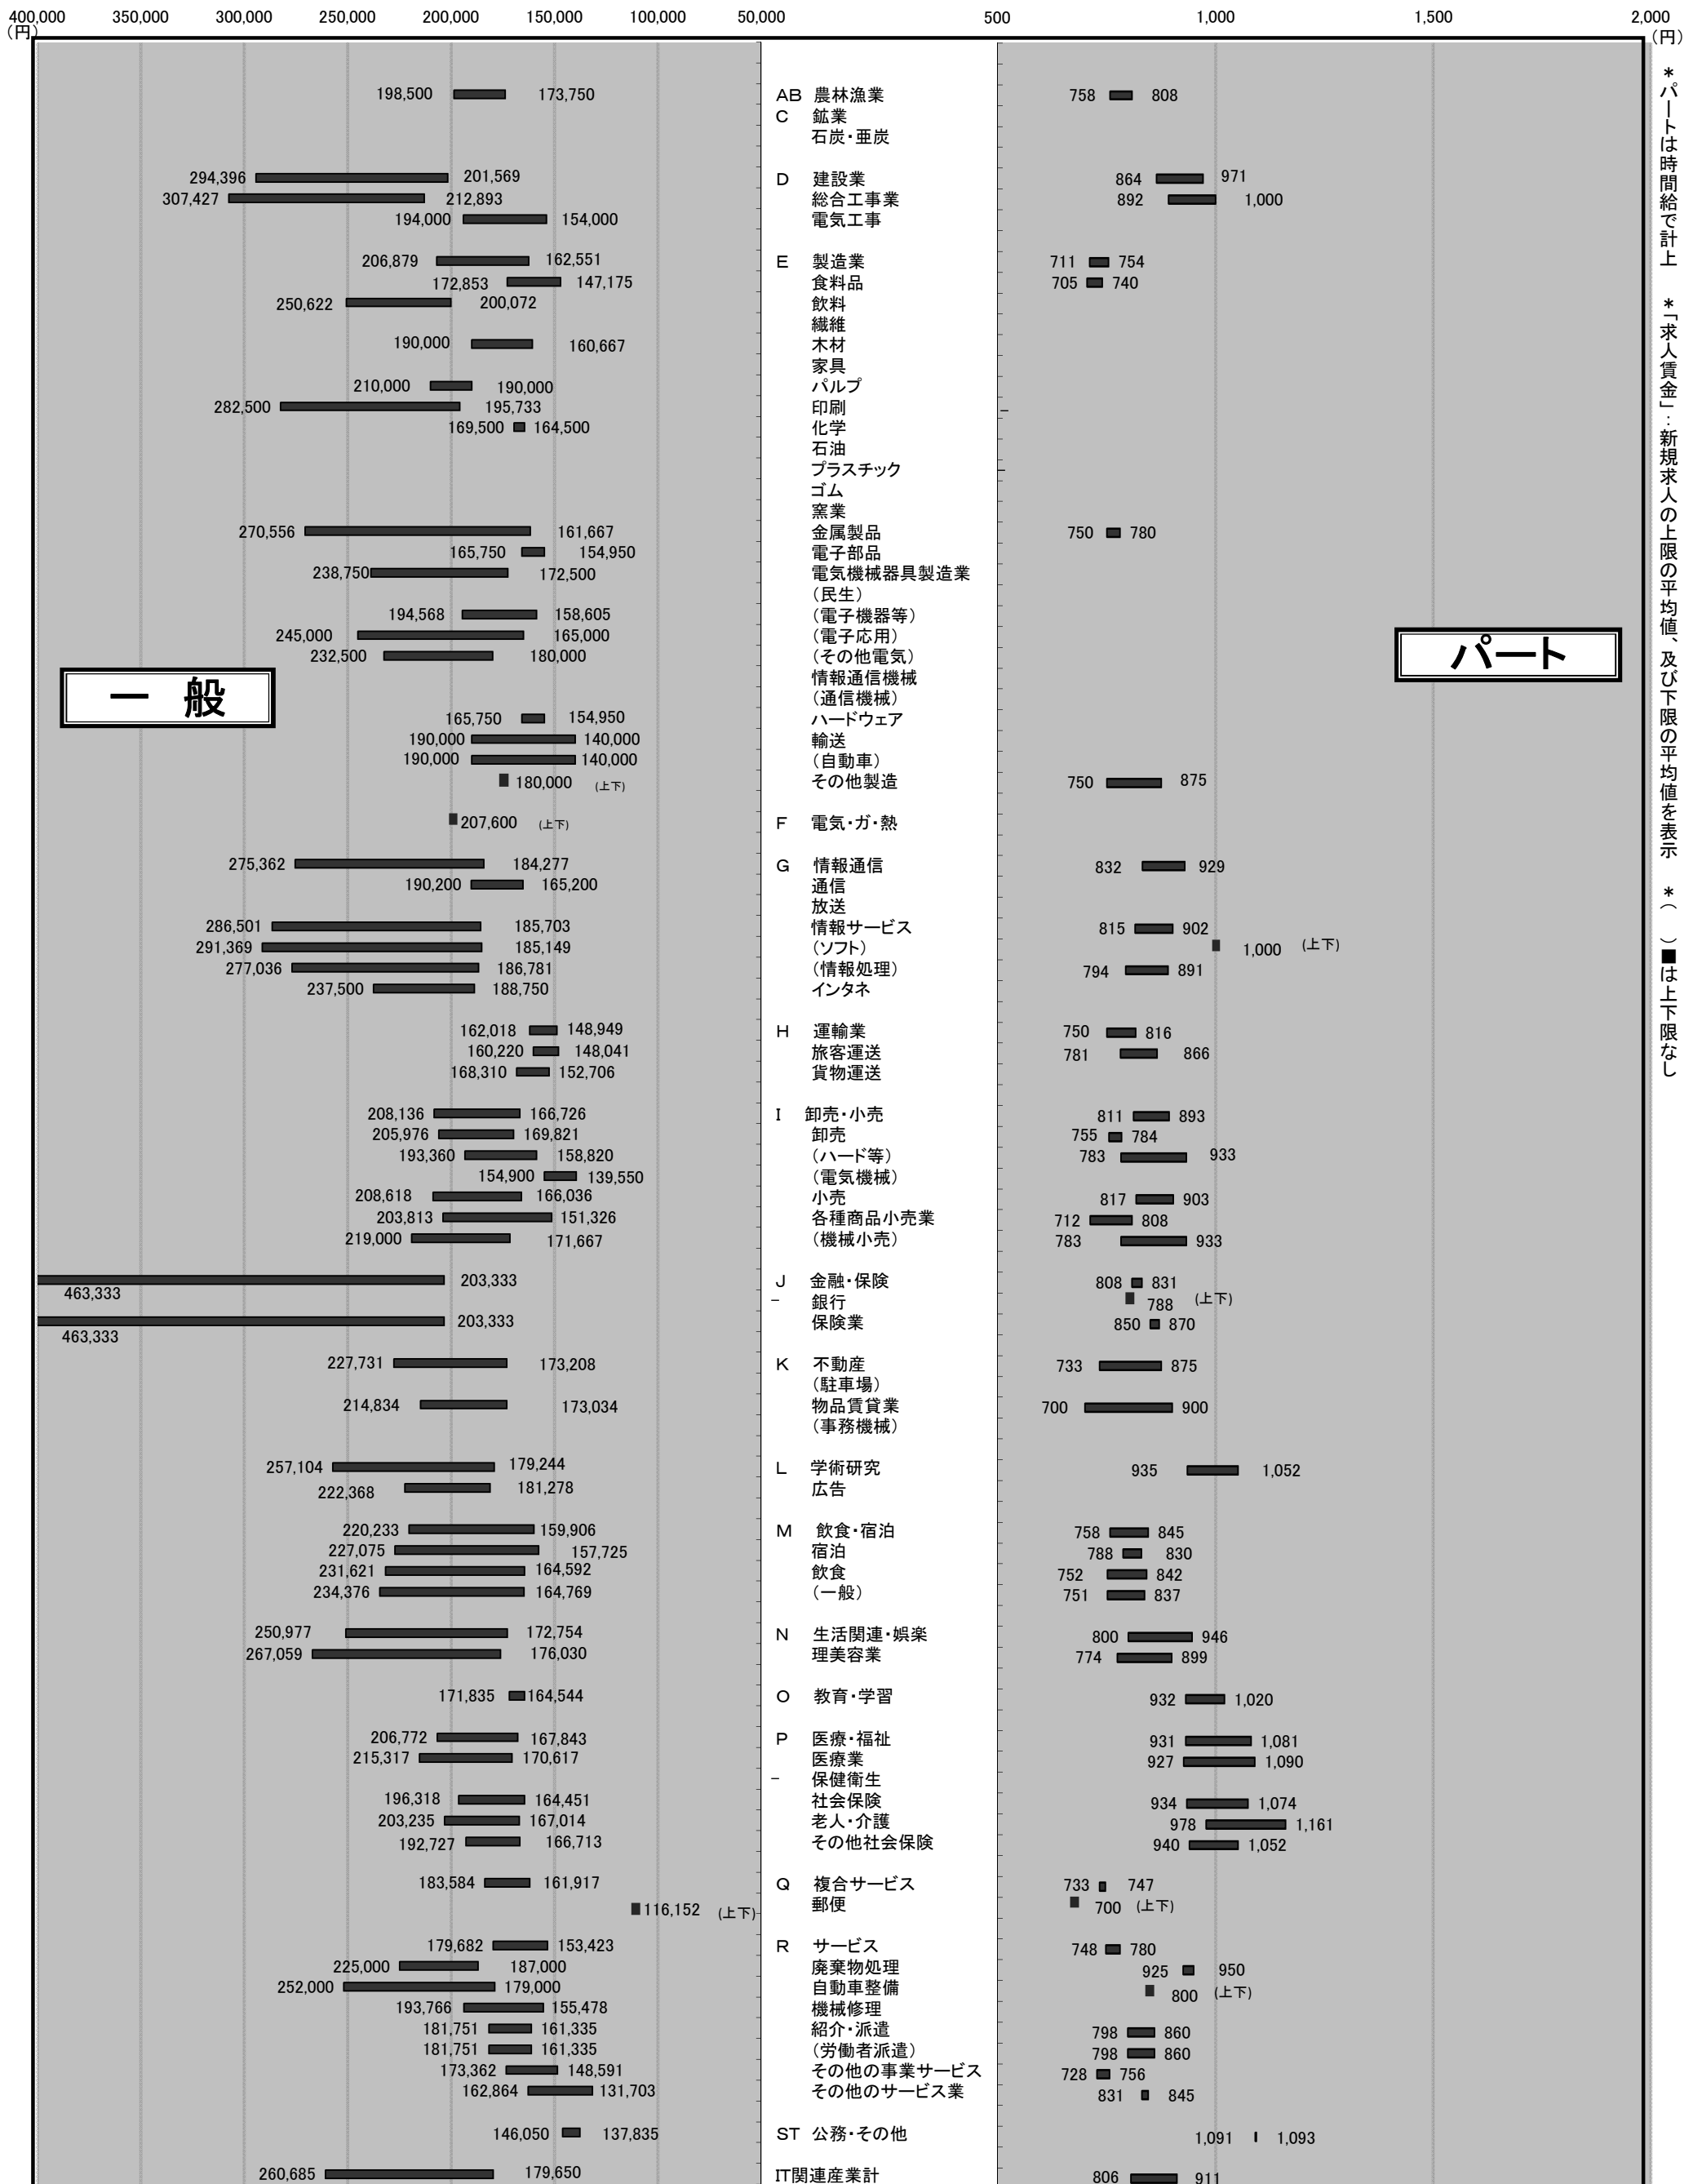 400,000 350,000 300,000 250,000 200,000 150,000 100,000 50,000 500 1,000 1,500 2,000
(円) (円)
198,500 173,750 AB 農林漁業 758 808
C 鉱業
石炭・亜炭
294,396 201,569 D 建設業 864 971
307,427 212,893 総合工事業 892 1,000
194,000 154,000 電気工事
206,879 162,551 E 製造業 711 754
172,853 147,175 食料品 705 740
250,622 200,072 飲料
繊維
190,000 160,667 木材
家具
210,000 190,000 パルプ
282,500 195,733 印刷
169,500 164,500 化学
石油
プラスチック
ゴム
窯業
270,556 161,667 金属製品 750 780
165,750 154,950 電子部品
238,750 172,500 電気機械器具製造業
(民生)
194,568 158,605 (電子機器等)
245,000 165,000 (電子応用)
232,500 180,000 (その他電気)
情報通信機械
(通信機械)
165,750 154,950 ハードウェア
190,000 140,000 輸送
190,000 140,000 (自動車)
180,000 (上下) その他製造 750 875
207,600 (上下) F 電気・ガ・熱
275,362 184,277 G 情報通信 832 929
190,200 165,200 通信
放送
286,501 185,703 情報サービス 815 902
291,369 185,149 (ソフト) 1,000 (上下)
277,036 186,781 (情報処理) 794 891
237,500 188,750 インタネ
162,018 148,949 H 運輸業 750 816
160,220 148,041 旅客運送 781 866
168,310 152,706 貨物運送
208,136 166,726 I 卸売・小売 811 893
205,976 169,821 卸売 755 784
193,360 158,820 (ハード等) 783 933
154,900 139,550 (電気機械)
208,618 166,036 小売 817 903
203,813 151,326 各種商品小売業 712 808
219,000 171,667 (機械小売) 783 933
463,333 203,333 J 金融・保険 808 831
− 銀行 788 (上下)
463,333 203,333 保険業 850 870
227,731 173,208 K 不動産 733 875
(駐車場)
214,834 173,034 物品賃貸業 700 900
(事務機械)
257,104 179,244 L 学術研究 935 1,052
222,368 181,278 広告
220,233 159,906 M 飲食・宿泊 758 845
227,075 157,725 宿泊 788 830
231,621 164,592 飲食 752 842
234,376 164,769 (一般) 751 837
250,977 172,754 N 生活関連・娯楽 800 946
267,059 176,030 理美容業 774 899
171,835 164,544 O 教育・学習 932 1,020
206,772 167,843 P 医療・福祉 931 1,081
215,317 170,617 医療業 927 1,090
− 保健衛生
196,318 164,451 社会保険 934 1,074
203,235 167,014 老人・介護 978 1,161
192,727 166,713 その他社会保険 940 1,052
183,584 161,917 Q 複合サービス 733 747
116,152 (上下) 郵便 700 (上下)
179,682 153,423 R サービス 748 780
225,000 187,000 廃棄物処理 925 950
252,000 179,000 自動車整備 800 (上下)
193,766 155,478 機械修理
181,751 161,335 紹介・派遣 798 860
181,751 161,335 (労働者派遣) 798 860
173,362 148,591 その他の事業サービス 728 756
162,864 131,703 その他のサービス業 831 845
146,050 137,835 ST 公務・その他 1,091 1,093
260,685 179,650 IT関連産業計 806 911
一 般
パート
*パートは時間給で計上 *「求人賃金」:新規求人の上限の平均値、及び下限の平均値を表示 *( )■は上下限なし